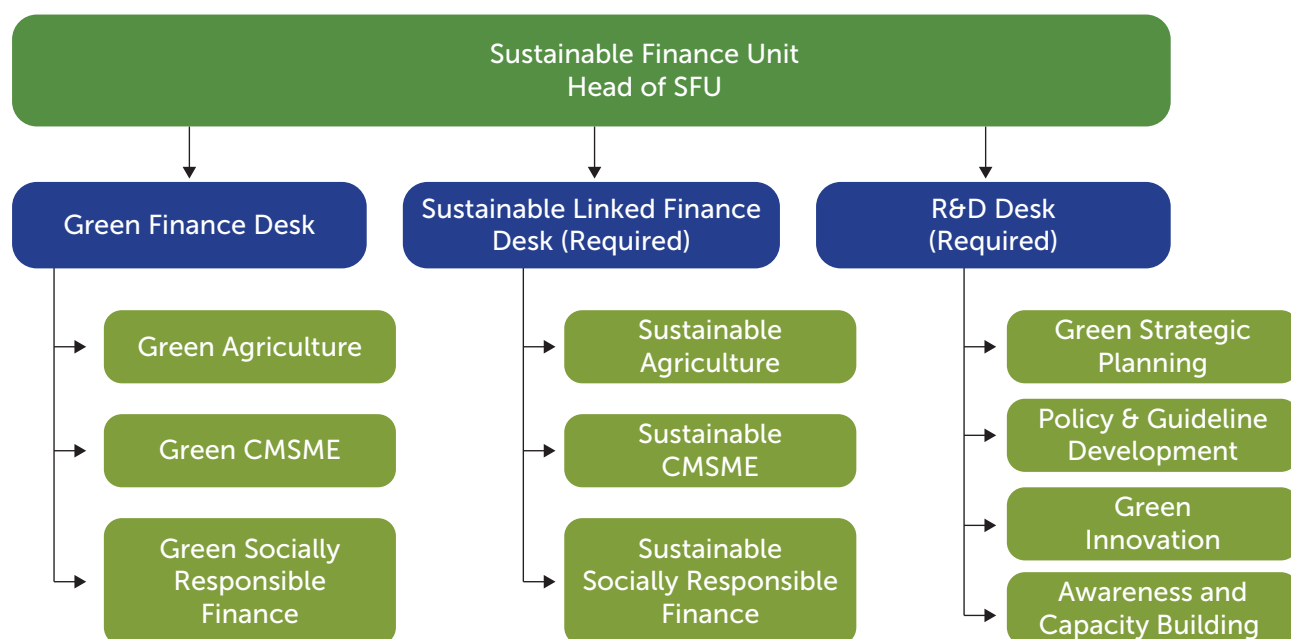 Sustainable Finance Unit
Head of SFU
Green Finance Desk
Sustainable Linked Finance
Desk (Required)
R&D Desk
(Required)
Green Agriculture
Green CMSME
Green Socially
Responsible
Finance
Sustainable
Agriculture
Sustainable
CMSME
Sustainable
Socially Responsible
Finance
Green Strategic
Planning
Policy & Guideline
Development
Green
Innovation
Awareness and
Capacity Building